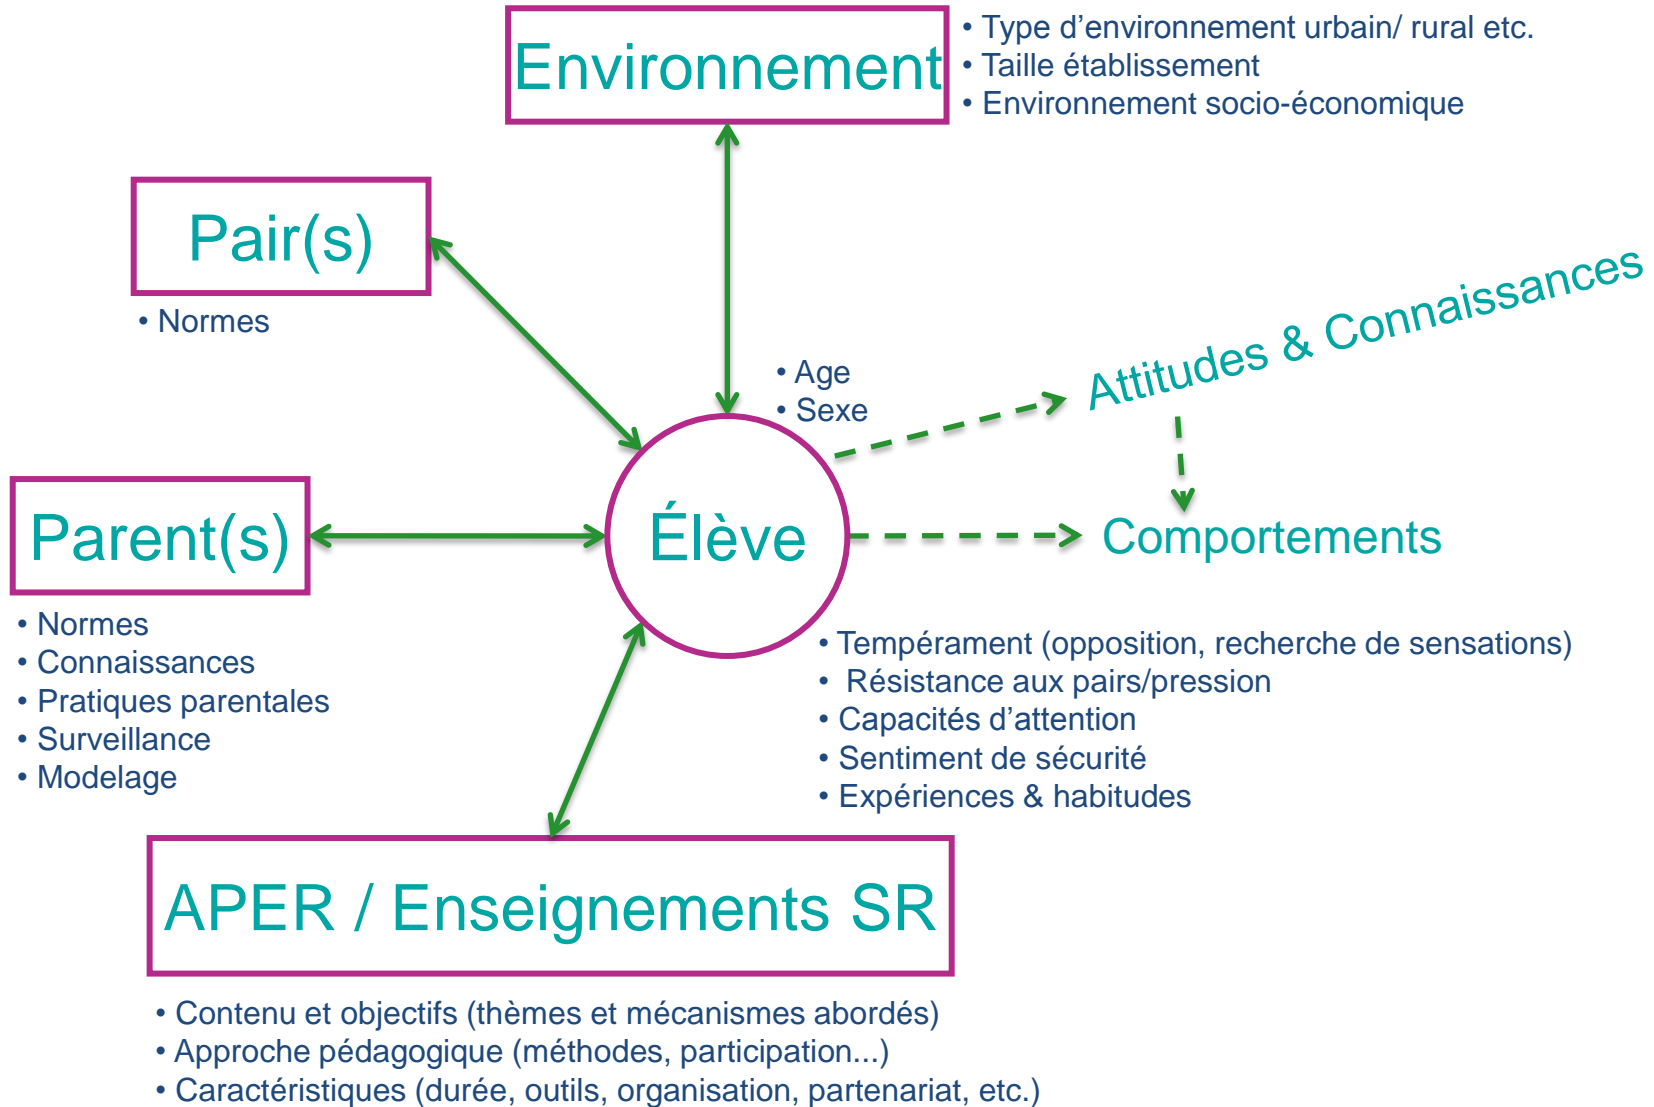 Environnement
• Type d’environnement urbain/ rural etc.
• Taille établissement
• Environnement socio-économique
Pair(s)
• Normes
Attitudes & Connaissances
• Age
• Sexe
Parent(s)
Élève
Comportements
• Normes
• Connaissances
• Pratiques parentales
• Surveillance
• Modelage
• Tempérament (opposition, recherche de sensations)
• Résistance aux pairs/pression
• Capacités d’attention
• Sentiment de sécurité
• Expériences & habitudes
APER / Enseignements SR
• Contenu et objectifs (thèmes et mécanismes abordés)
• Approche pédagogique (méthodes, participation...)
• Caractéristiques (durée, outils, organisation, partenariat, etc.)